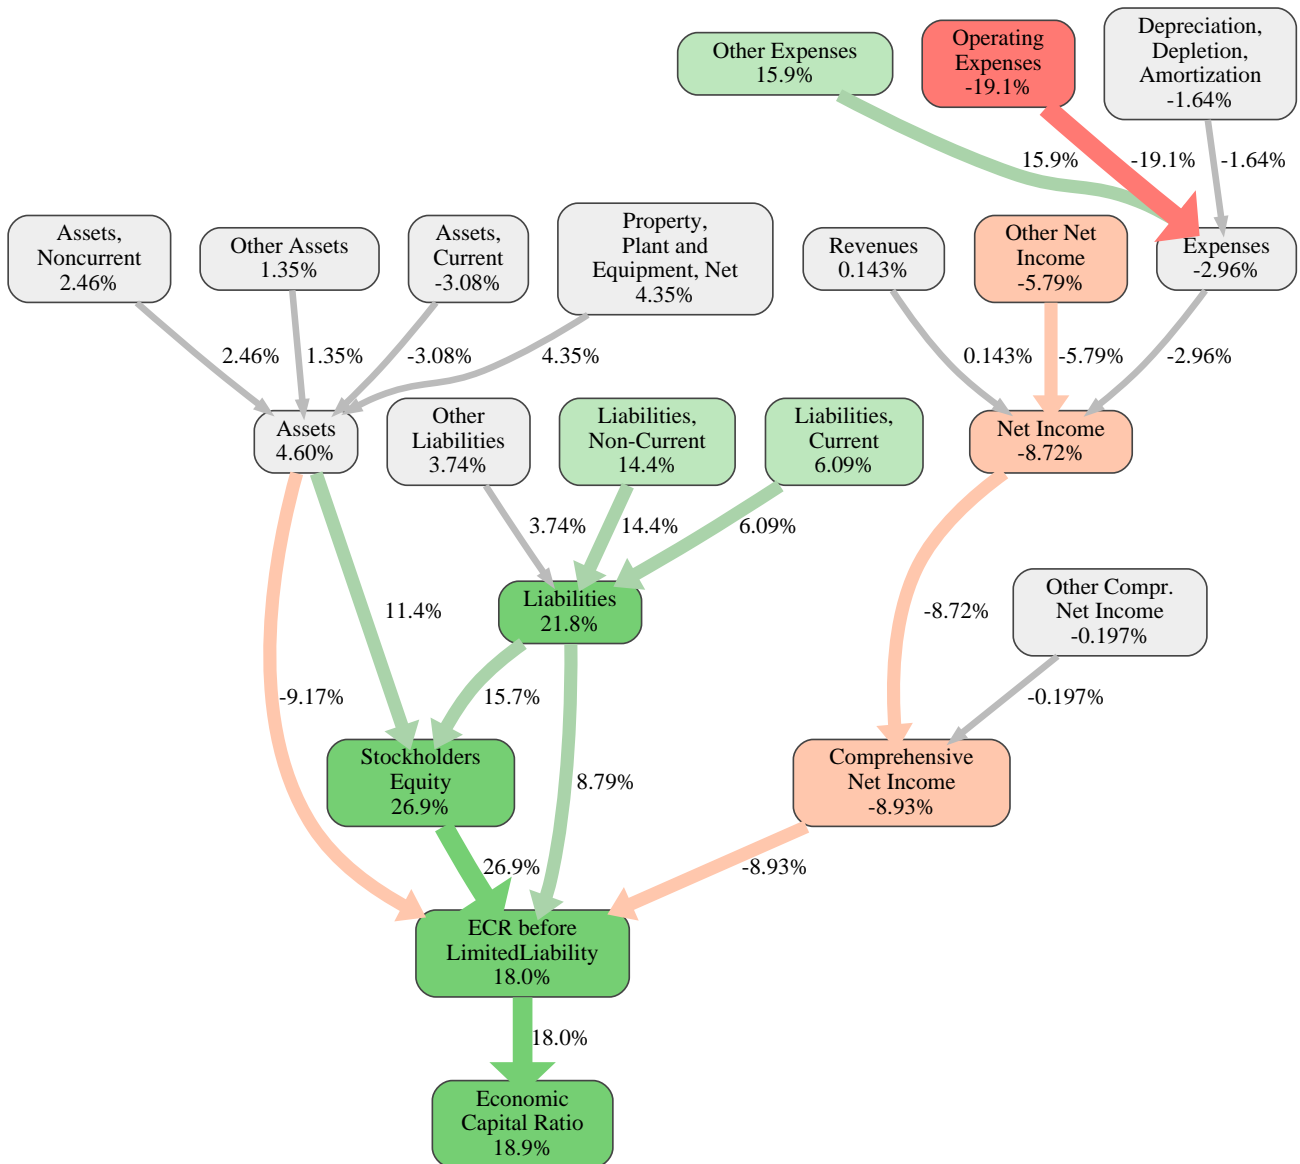 Other Expenses
15.9%
Operating
Expenses
-19.1%
Depreciation,
Depletion,
Amortization
-1.64%
15.9%
-19.1%
-1.64%
Assets,
Noncurrent
2.46%
Other Assets
1.35%
Assets,
Current
-3.08%
Property,
Plant and
Equipment, Net
4.35%
Revenues
0.143%
Other Net
Income
-5.79%
Expenses
-2.96%
2.46%
1.35%
-3.08%
4.35%
0.143%
-5.79%
-2.96%
Assets
4.60%
Other
Liabilities
3.74%
Liabilities,
Non-Current
14.4%
Liabilities,
Current
6.09%
Net Income
-8.72%
3.74%
14.4%
6.09%
Liabilities
21.8%
Other Compr.
Net Income
-0.197%
11.4%
-8.72%
-9.17%
15.7%
-0.197%
Stockholders
Equity
26.9%
8.79%
Comprehensive
Net Income
-8.93%
26.9%
-8.93%
ECR before
LimitedLiability
18.0%
18.0%
Economic
Capital Ratio
18.9%